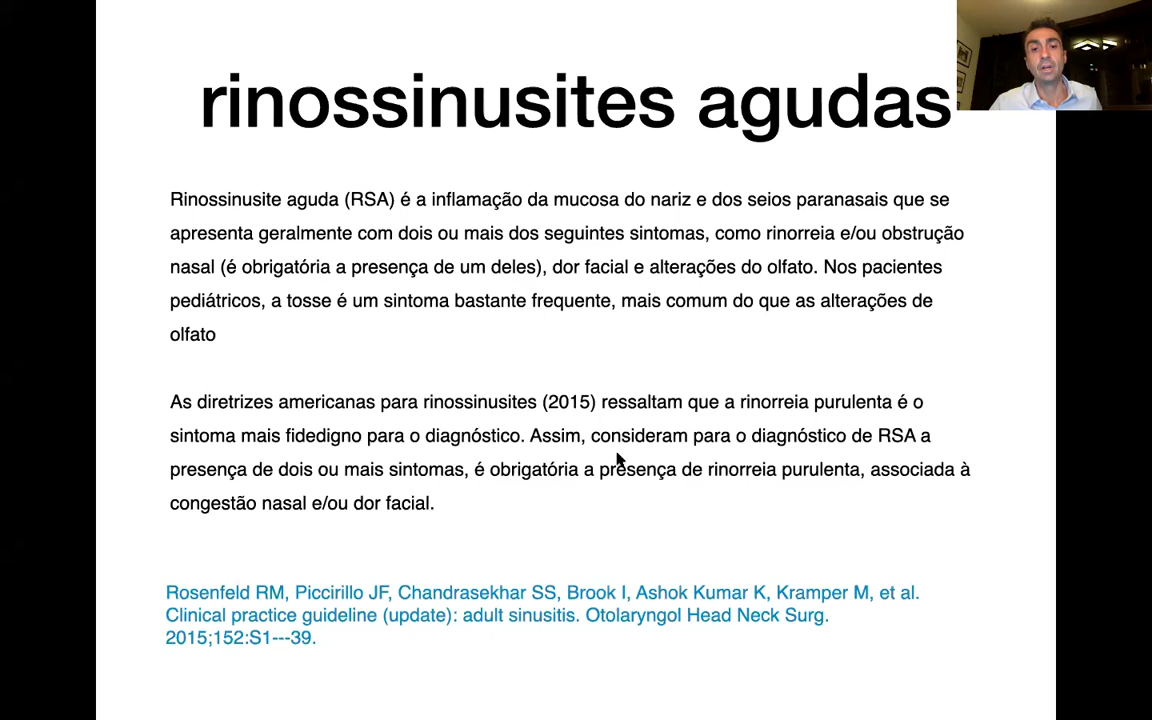 rinossinusites agudas
Rinossinusite aguda (RSA) é a inflamação da mucosa do nariz e dos seios paranasais que se
apresenta geralmente com dois ou mais dos seguintes sintomas, como rinorreia e/ou obstrução
nasal (é obrigatória a presença de um deles), dor facial e alterações do olfato. Nos pacientes
pediátricos, a tosse é um sintoma bastante frequente, mais comum do que as alterações de
olfato
As diretrizes americanas para rinossinusites (2015) ressaltam que a rinorreia purulenta é o
sintoma mais fidedigno para o diagnóstico. Assim, consideram para o diagnóstico de RSA a
presença de dois ou mais sintomas, é obrigatória a presença de rinorreia purulenta, associada à
congestão nasal e/ou dor facial.
Rosenfeld RM, Piccirillo JF, Chandrasekhar SS, Brook I, Ashok Kumar K, Kramper M, et al.
Clinical practice guideline (update): adult sinusitis. Otolaryngol Head Neck Surg.
2015;152:S1---39.